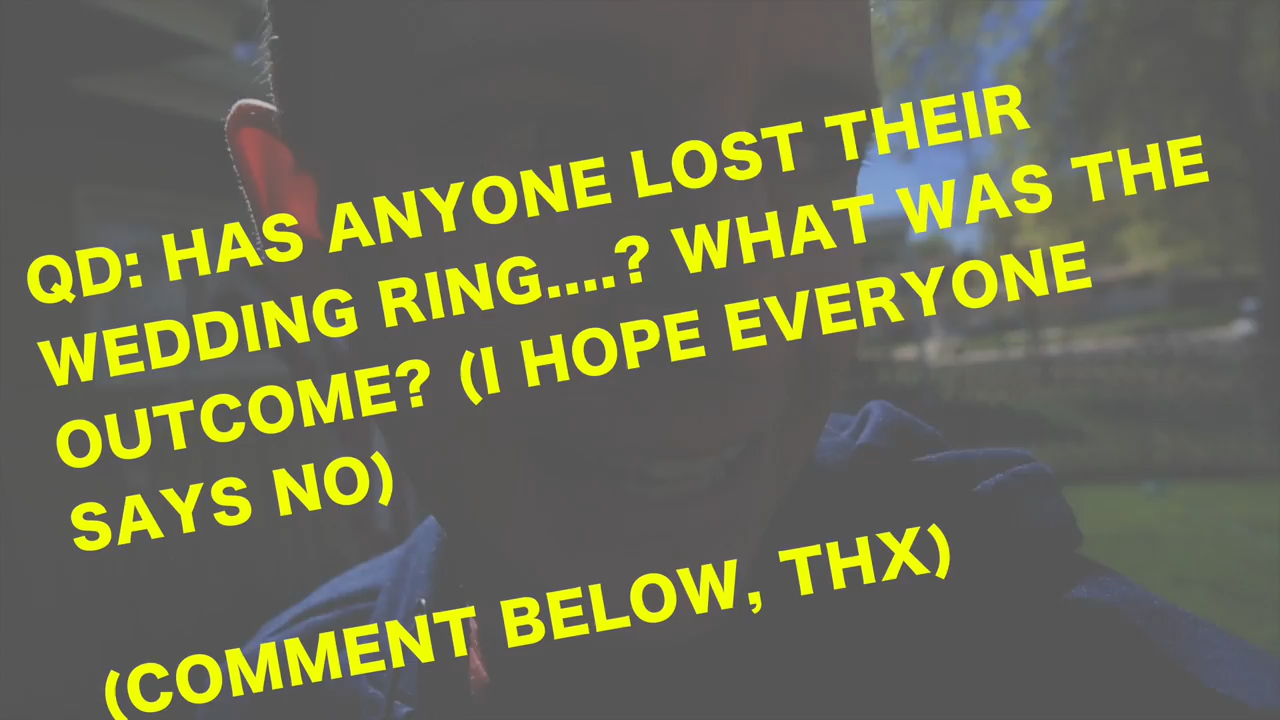 QD: HAS ANYONE LOST THEIR
WEDDING RING....? WHAT WAS THE
OUTCOME? (I HOPE EVERYONE
SAYS NO)
(COMMENT BELOW, THX)